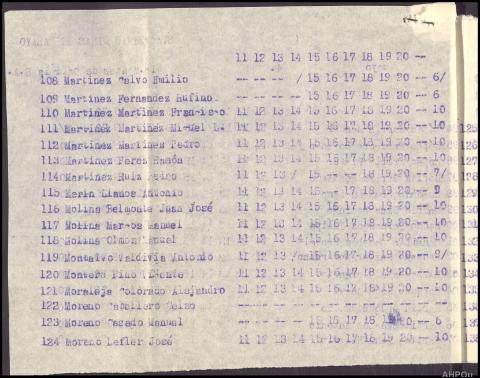 11 12 13 14 15 16 17 18 19 20 --
108 Martinez Calvo Emilio -- -- -- / 15 16 17 18 19 20 -- 6/
109 Martinez Fernandez Rufino -- -- -- -- 15 16 17 18 19 20 -- 6
110 Martinez Martinez Francisco 11 12 13 14 15 16 17 18 19 20 -- 10
111 Martinez Martinez Miguel L. 11 12 13 14 15 16 17 18 19 20 -- 10
112 Martinez Martinez Pedro 11 12 13 14 15 16 17 18 19 20 -- 10
113 Martinez Perez Ramón 11 12 13 14 15 16 17 18 19 20 -- 10
114 Martinez Ruiz 11 12 13 / 15 -- -- 18 19 20 -- 7/
115 Merin Llanos Antonio 11 12 13 14 15 -- 17 18 19 20 -- 9
116 Molina Belmonte Juan José 11 12 13 14 15 16 17 18 19 20 -- 10
117 Molina Marcos Manuel 11 12 13 14 15 16 17 18 19 20 -- 10
118 Molina Olmos Manuel 11 12 13 14 15 16 17 18 19 20 -- 10
119 Montalvo Valdivia Antonio 11 12 13 15 16 17 18 19 20 -- 9/
120 Montera Pino Vicente 11 12 13 14 15 16 17 18 19 20 -- 10
121 Moraleja Colorado Alejandro 11 12 13 14 15 16 17 18 19 20 -- 10
122 Moreno Caballero -- -- -- -- -- -- -- -- -- -- -- --
123 Moreno Casado Manuel -- -- -- -- 15 16 17 18 19 20 -- 6
124 Moreno Lefler José 11 12 13 14 15 16 17 18 19 20 -- 10
AHPOu